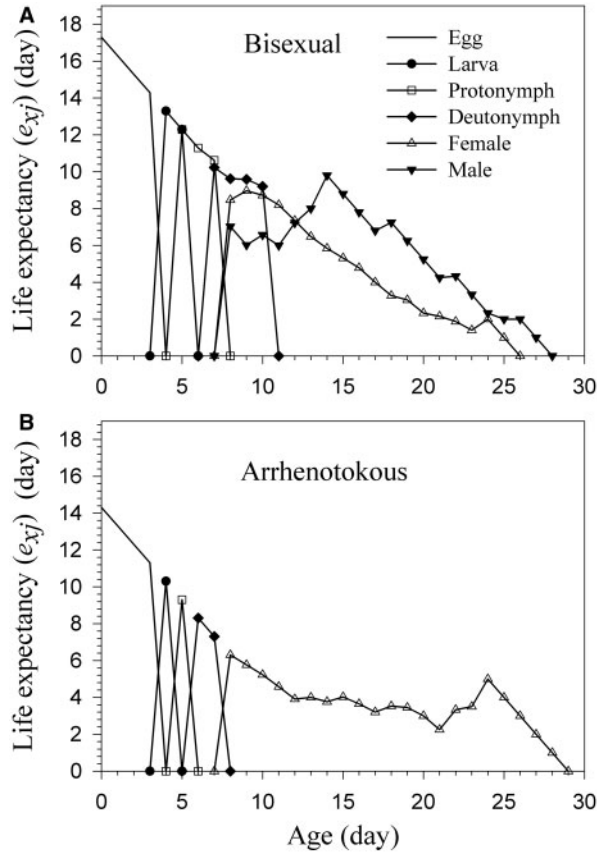 A
Bisexual
Egg
Larva
Protonymph
Deutonymph
Female
Male
Life expectancy (exj) (day)
18
16
14
12
10
8
6
4
2
0
0 5 10 15 20 25 30
B
Arrhenotokous
Life expectancy (exj) (day)
18
16
14
12
10
8
6
4
2
0
0 5 10 15 20 25 30
Age (day)